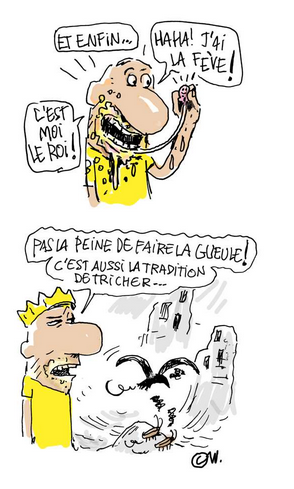 ET ENFIN...
HAHA! J'AI
LA FÈVE!
C'EST
MOI
LE ROI!
PAS LA PEINE DE FAIRE LA GUEULE!
C'EST AUSSI LA TRADITION
DE TRICHER...
©W.